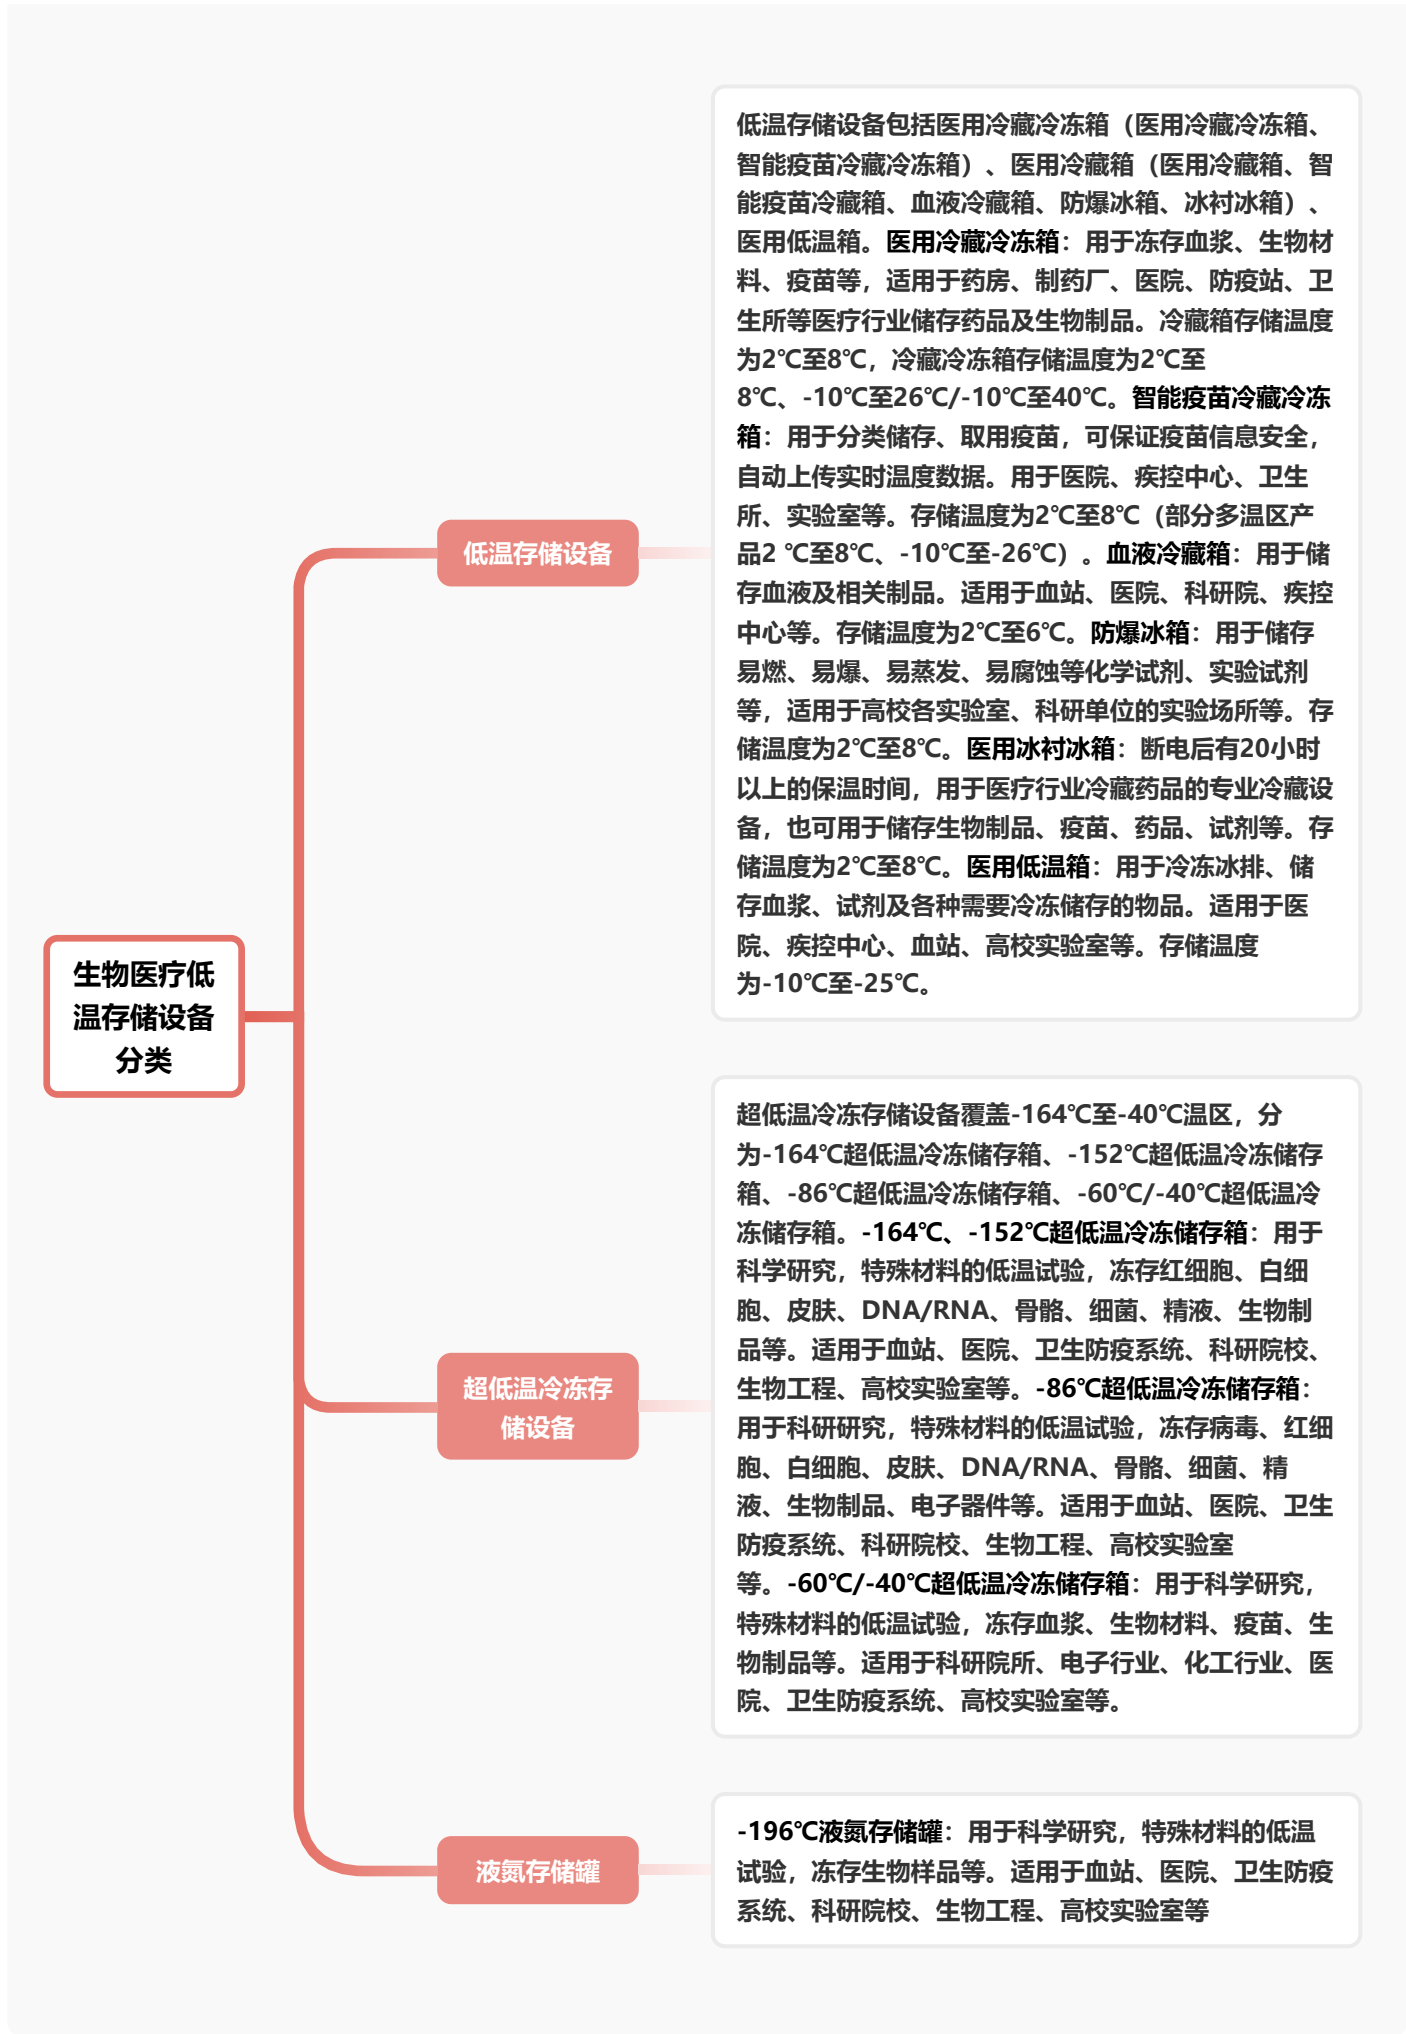 生物医疗低
温存储设备
分类
低温存储设备
低温存储设备包括医用冷藏冷冻箱（医用冷藏冷冻箱、
智能疫苗冷藏冷冻箱）、医用冷藏箱（医用冷藏箱、智
能疫苗冷藏箱、血液冷藏箱、防爆冰箱、冰衬冰箱）、
医用低温箱。医用冷藏冷冻箱：用于冻存血浆、生物材
料、疫苗等，适用于药房、制药厂、医院、防疫站、卫
生所等医疗行业储存药品及生物制品。冷藏箱存储温度
为2℃至8℃，冷藏冷冻箱存储温度为2℃至
8℃、-10℃至26℃/-10℃至40℃。智能疫苗冷藏冷冻
箱：用于分类储存、取用疫苗，可保证疫苗信息安全，
自动上传实时温度数据。用于医院、疾控中心、卫生
所、实验室等。存储温度为2℃至8℃（部分多温区产
品2 ℃至8℃、-10℃至-26℃）。血液冷藏箱：用于储
存血液及相关制品。适用于血站、医院、科研院、疾控
中心等。存储温度为2℃至6℃。防爆冰箱：用于储存
易燃、易爆、易蒸发、易腐蚀等化学试剂、实验试剂
等，适用于高校各实验室、科研单位的实验场所等。存
储温度为2℃至8℃。医用冰衬冰箱：断电后有20小时
以上的保温时间，用于医疗行业冷藏药品的专业冷藏设
备，也可用于储存生物制品、疫苗、药品、试剂等。存
储温度为2℃至8℃。医用低温箱：用于冷冻冰排、储
存血浆、试剂及各种需要冷冻储存的物品。适用于医
院、疾控中心、血站、高校实验室等。存储温度
为-10℃至-25℃。
超低温冷冻存
储设备
超低温冷冻存储设备覆盖-164℃至-40℃温区，分
为-164℃超低温冷冻储存箱、-152℃超低温冷冻储存
箱、-86℃超低温冷冻储存箱、-60℃/-40℃超低温冷
冻储存箱。-164℃、-152℃超低温冷冻储存箱：用于
科学研究，特殊材料的低温试验，冻存红细胞、白细
胞、皮肤、DNA/RNA、骨骼、细菌、精液、生物制
品等。适用于血站、医院、卫生防疫系统、科研院校、
生物工程、高校实验室等。-86℃超低温冷冻储存箱：
用于科研研究，特殊材料的低温试验，冻存病毒、红细
胞、白细胞、皮肤、DNA/RNA、骨骼、细菌、精
液、生物制品、电子器件等。适用于血站、医院、卫生
防疫系统、科研院校、生物工程、高校实验室
等。-60℃/-40℃超低温冷冻储存箱：用于科学研究，
特殊材料的低温试验，冻存血浆、生物材料、疫苗、生
物制品等。适用于科研院所、电子行业、化工行业、医
院、卫生防疫系统、高校实验室等。
液氮存储罐
-196℃液氮存储罐：用于科学研究，特殊材料的低温
试验，冻存生物样品等。适用于血站、医院、卫生防疫
系统、科研院校、生物工程、高校实验室等